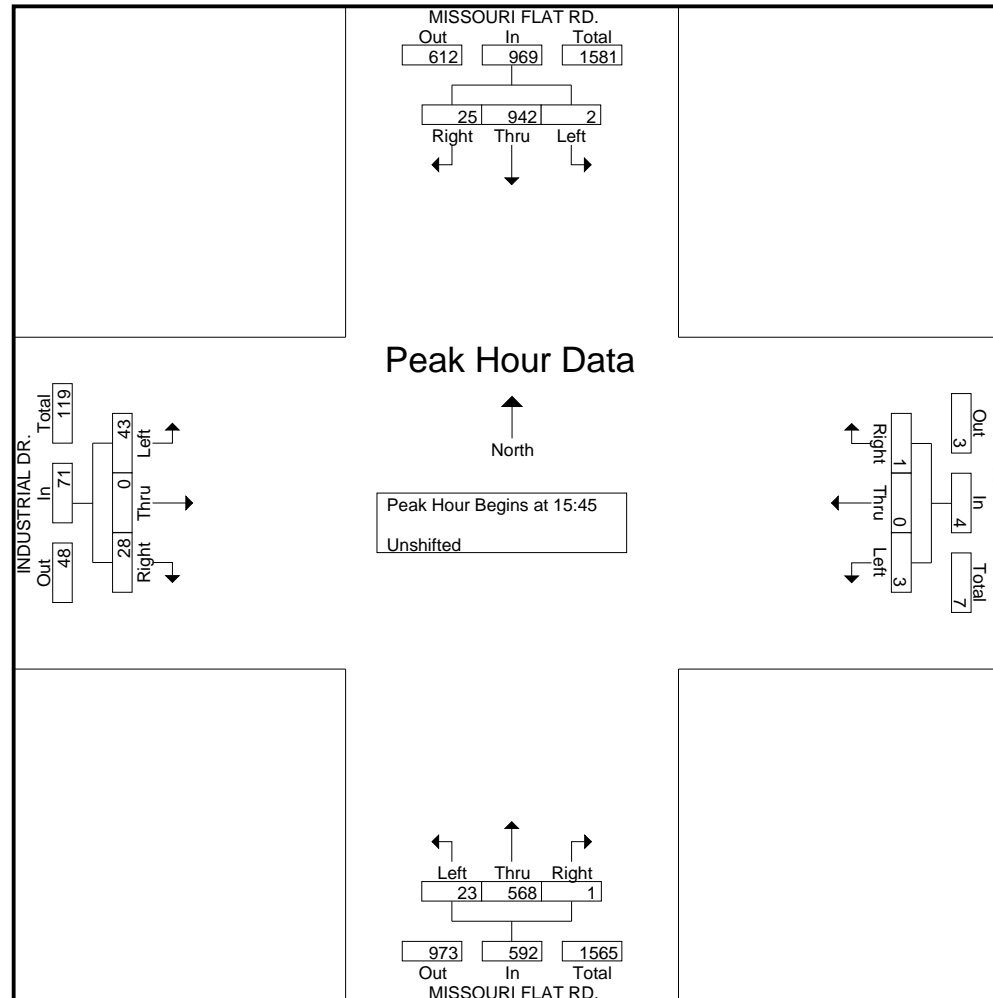 MISSOURI FLAT RD.
Out In Total
612 969 1581
25 942 2
Right Thru Left
Peak Hour Data
North
Peak Hour Begins at 15:45
Unshifted
INDUSTRIAL DR.
Total In Out
119 71 48
43 0 28
Left Thru Right
Right Thru Left
1 0 3
Out In Total
3 4 7
Left Thru Right
23 568 1
973 592 1565
Out In Total
MISSOURI FLAT RD.